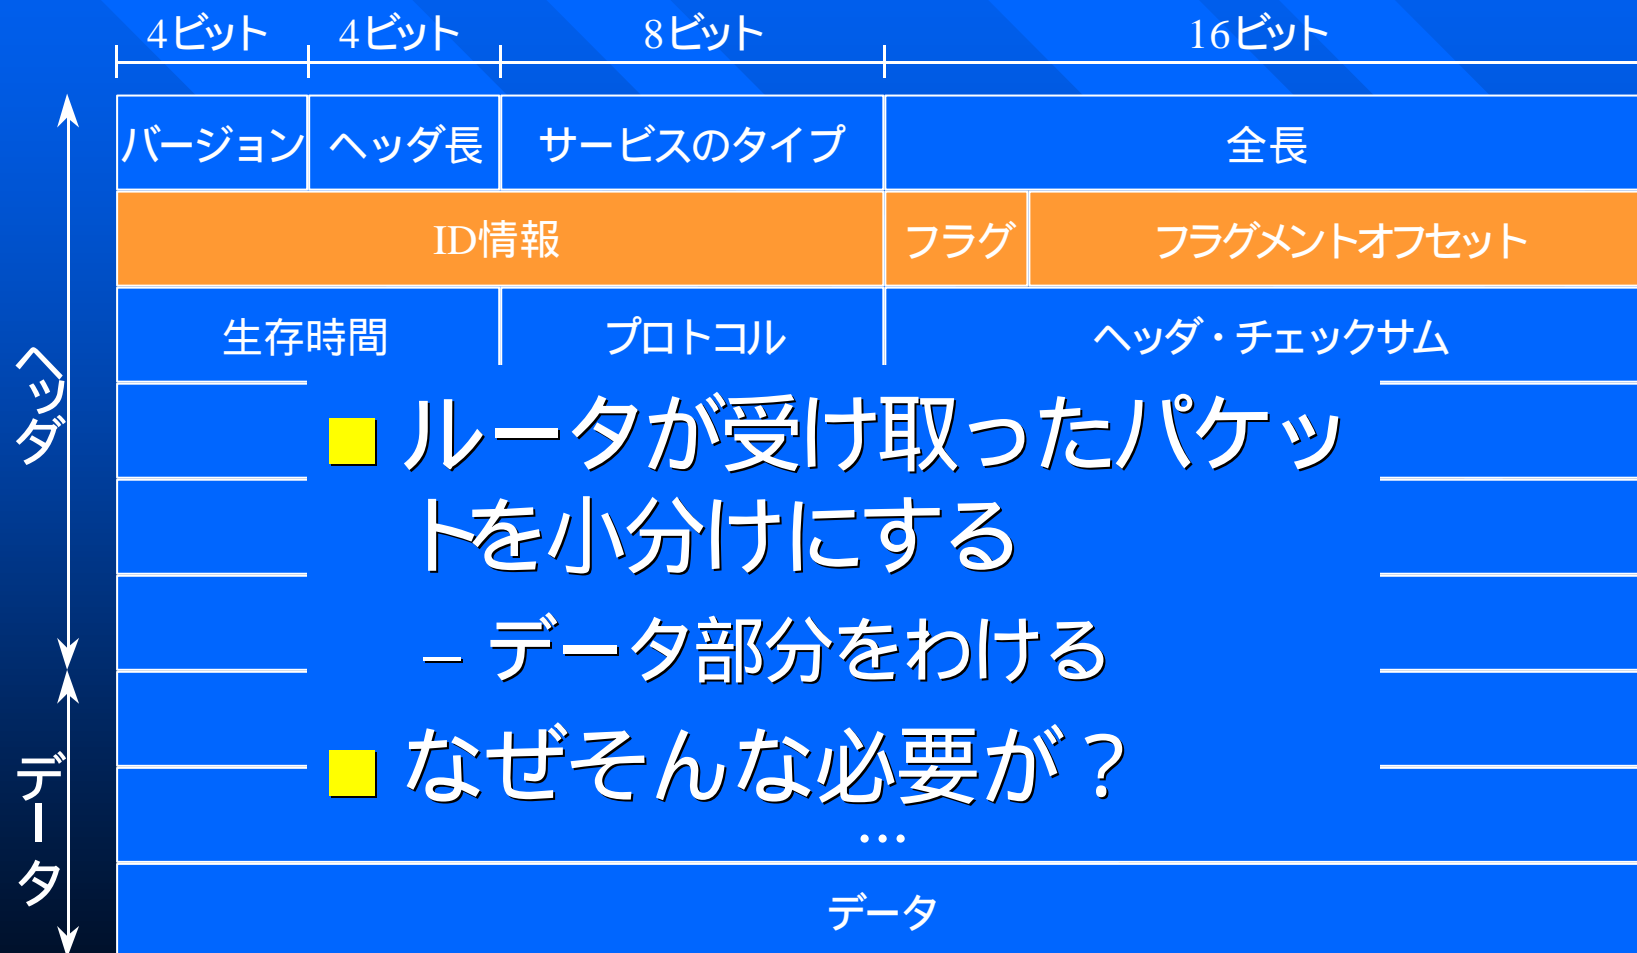 4ビット 4ビット 8ビット 16ビット
バージョン ヘッダ長 サービスのタイプ 全長
ID情報 フラグ フラグメントオフセット
生存時間 プロトコル ヘッダ・チェックサム
ヘッダ
■ ルータが受け取ったパケッ
トを小分けにする
– データ部分をわける
■ なぜそんな必要が？
…
データ
データ